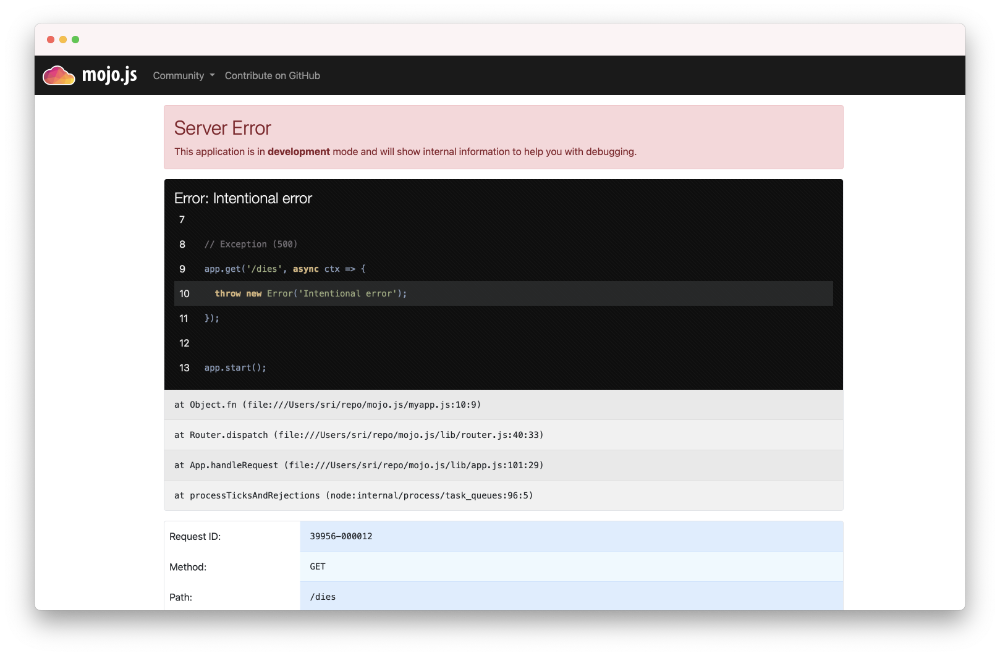 mojo.js Community Contribute on GitHub
Server Error
This application is in development mode and will show internal information to help you with debugging.
Error: Intentional error
7
8 // Exception (500)
9 app.get('/dies', async ctx => {
10 throw new Error('Intentional error');
11 });
12
13 app.start();
at Object.fn (file:///Users/sri/repo/mojo.js/myapp.js:10:9)
at Router.dispatch (file:///Users/sri/repo/mojo.js/lib/router.js:40:33)
at App.handleRequest (file:///Users/sri/repo/mojo.js/lib/app.js:101:29)
at processTicksAndRejections (node:internal/process/task_queues:96:5)
Request ID: 39956-000012
Method: GET
Path: /dies